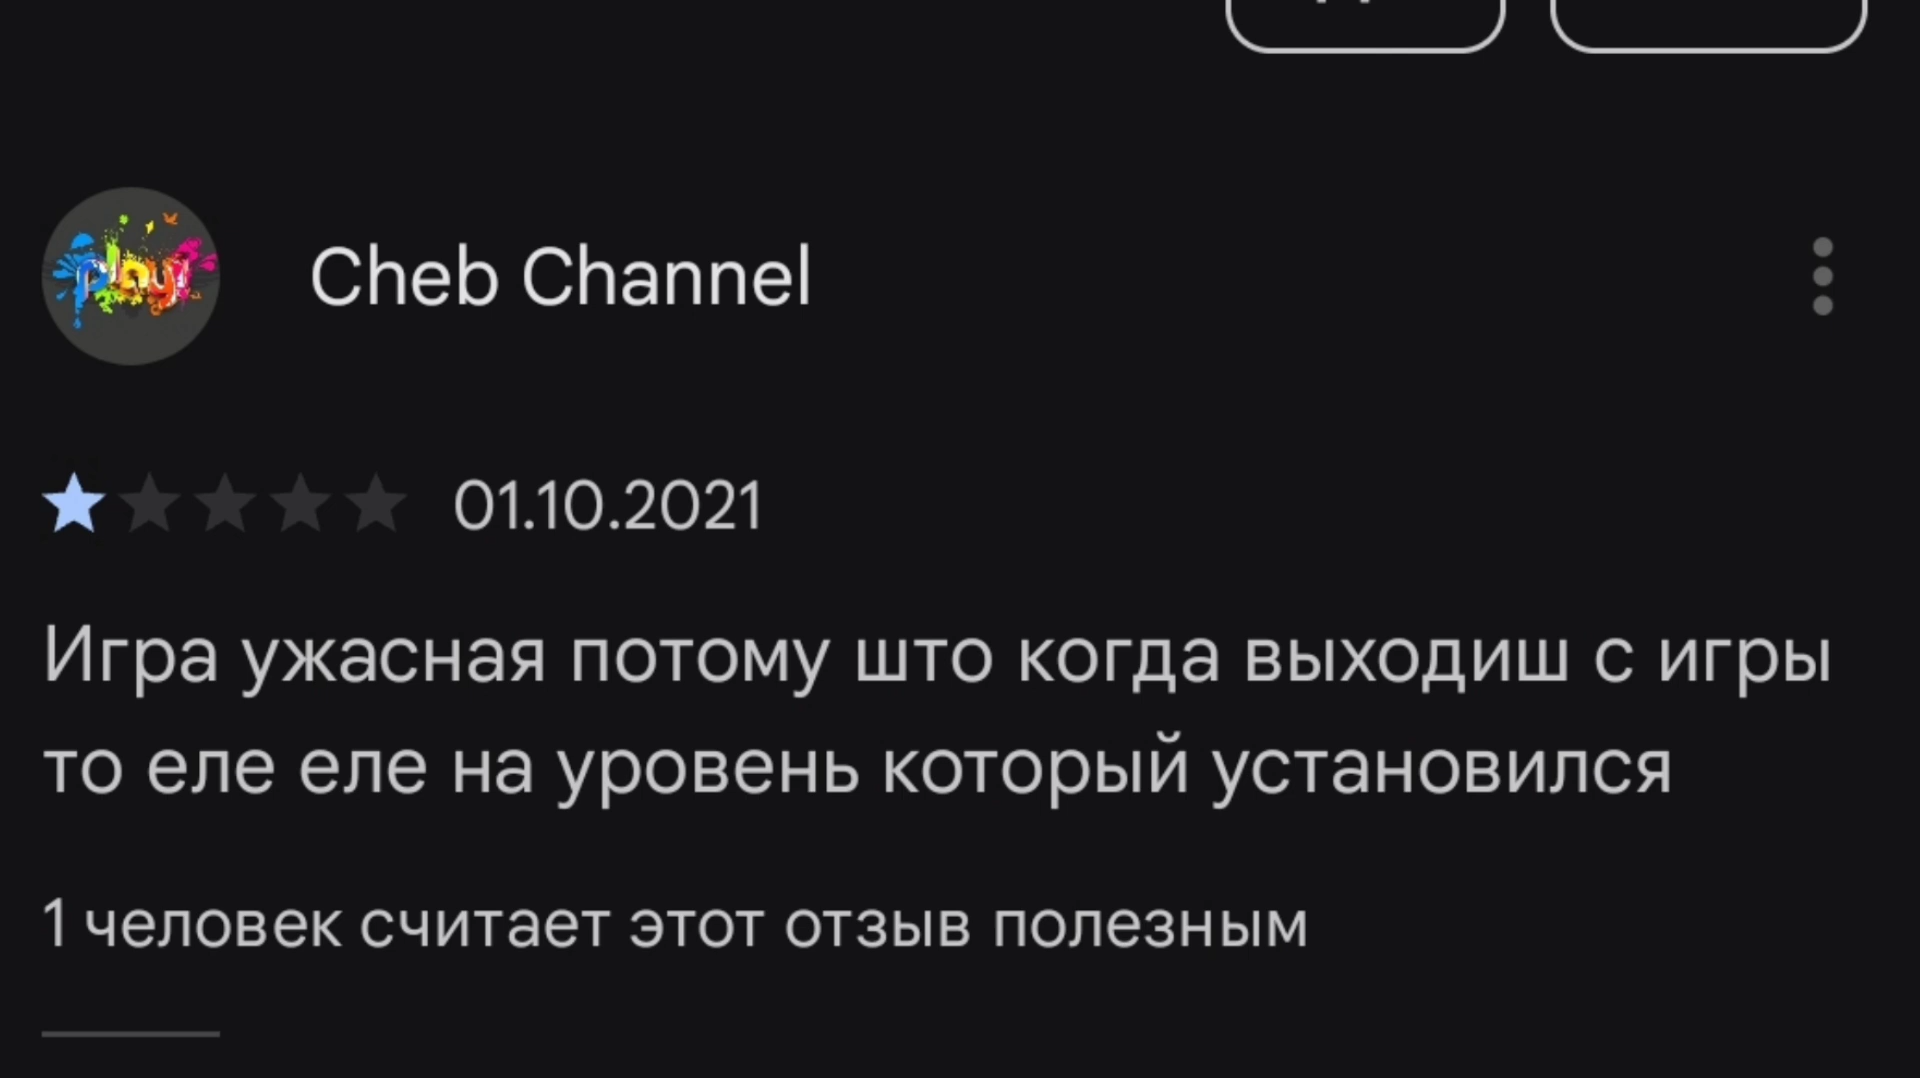 play!
Cheb Channel
01.10.2021
Игра ужасная потому што когда выходиш с игры
то еле еле на уровень который установился
1 человек считает этот отзыв полезным